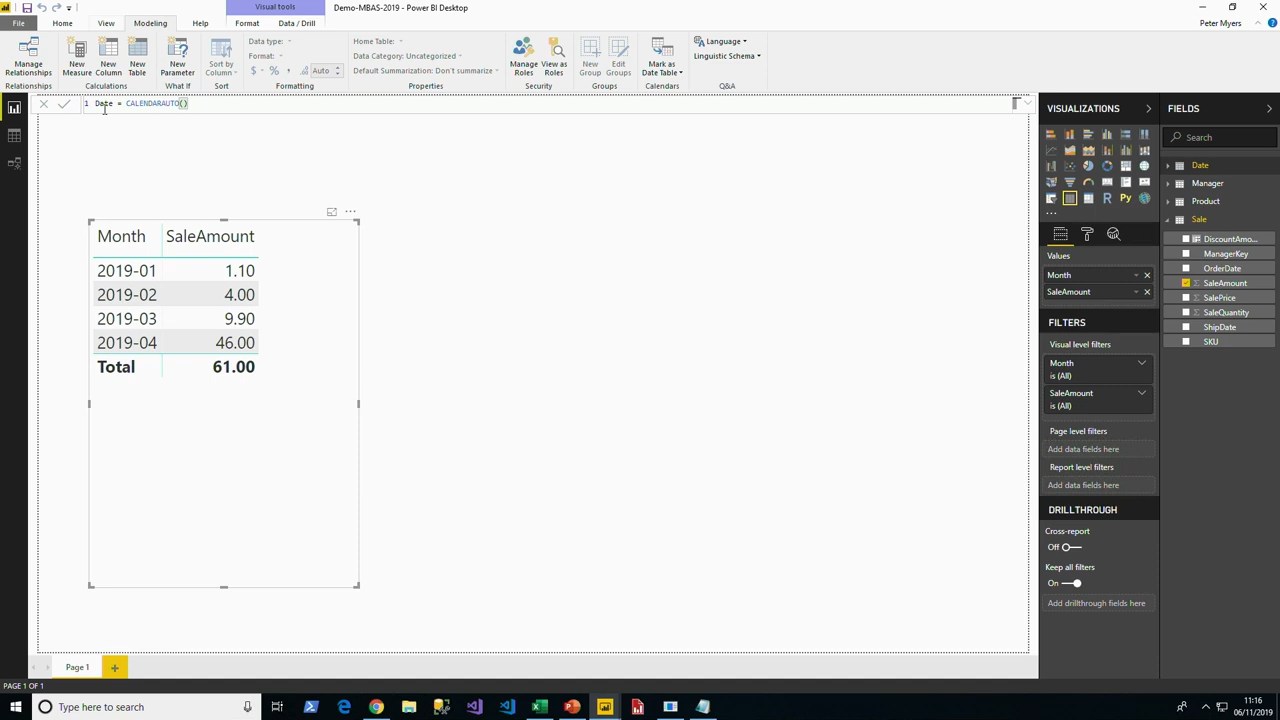 Visual tools
Demo-MBAS-2019 - Power BI Desktop
File
Home
View
Modeling
Help
Format
Data / Drill
Peter Myers
Manage
Relationships
New
Measure
New
Column
New
Table
New
Parameter
Sort by
Column
Data type:
Format:
$ % , Auto
Home Table:
Data Category: Uncategorized
Default Summarization: Don't summarize
Manage
Roles
View as
Roles
New
Group
Edit
Groups
Mark as
Date Table
Language
Linguistic Schema
Relationships
Calculations
What If
Sort
Formatting
Properties
Security
Groups
Calendars
Q&A
1 Date = CALENDARAUTO()
Month SaleAmount
2019-01 1.10
2019-02 4.00
2019-03 9.90
2019-04 46.00
Total 61.00
VISUALIZATIONS
R
Py
Values
Month
SaleAmount
FILTERS
Visual level filters
Month
is (All)
SaleAmount
is (All)
Page level filters
Add data fields here
Report level filters
Add data fields here
DRILLTHROUGH
Cross-report
Off
Keep all filters
On
Add drillthrough fields here
FIELDS
Search
Date
Manager
Product
Sale
DiscountAmo...
ManagerKey
OrderDate
SaleAmount
SalePrice
SaleQuantity
ShipDate
SKU
Page 1
PAGE 1 OF 1
Type here to search
11:16
06/11/2019